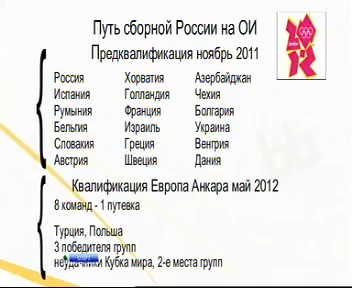 Путь сборной России на ОИ
Предквалификация ноябрь 2011
Россия Хорватия Азербайджан
Испания Голландия Чехия
Румыния Франция Болгария
Бельгия Израиль Украина
Словакия Греция Венгрия
Австрия Швеция Дания
Квалификация Европа Анкара май 2012
8 команд - 1 путевка
Турция, Польша
3 победителя групп
неудачники Кубка мира, 2-е места групп